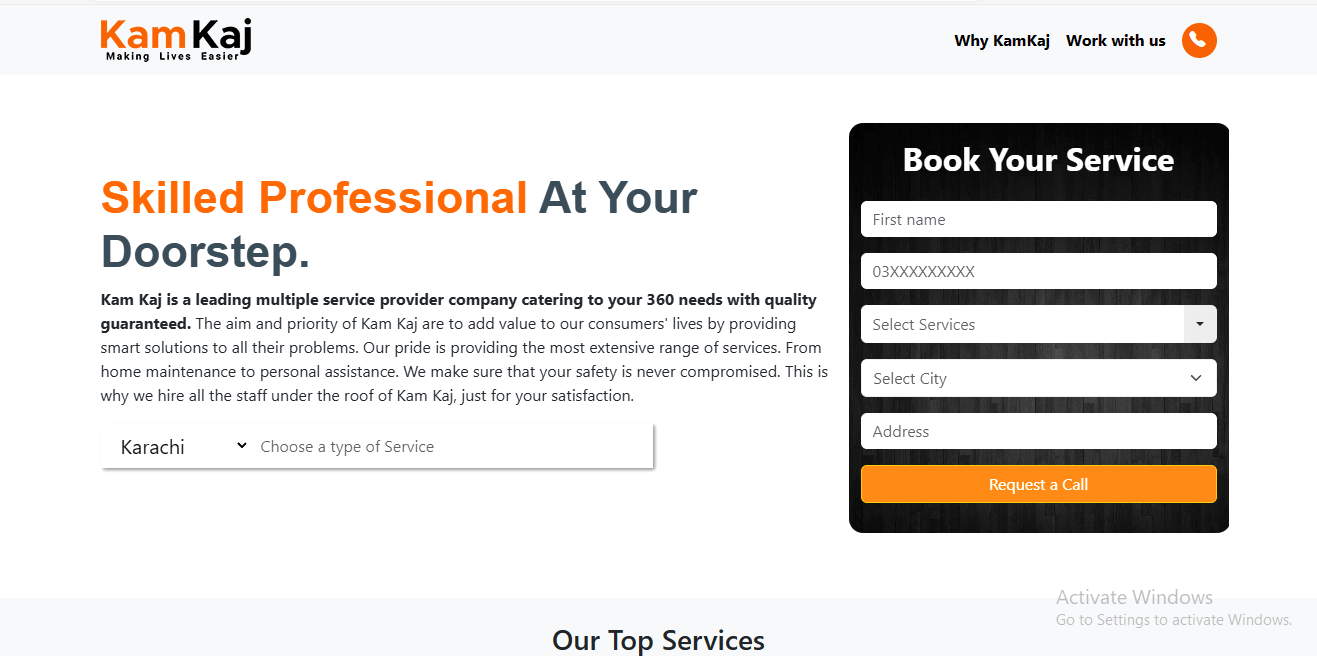 KamKaj
Making Lives Easier
Why KamKaj
Work with us
Skilled Professional At Your
Doorstep.
Kam Kaj is a leading multiple service provider company catering to your 360 needs with quality
guaranteed. The aim and priority of Kam Kaj are to add value to our consumers' lives by providing
smart solutions to all their problems. Our pride is providing the most extensive range of services. From
home maintenance to personal assistance. We make sure that your safety is never compromised. This is
why we hire all the staff under the roof of Kam Kaj, just for your satisfaction.
Karachi
Choose a type of Service
Book Your Service
First name
03XXXXXXXXX
Select Services
Select City
Address
Request a Call
Our Top Services
Activate Windows
Go to Settings to activate Windows.